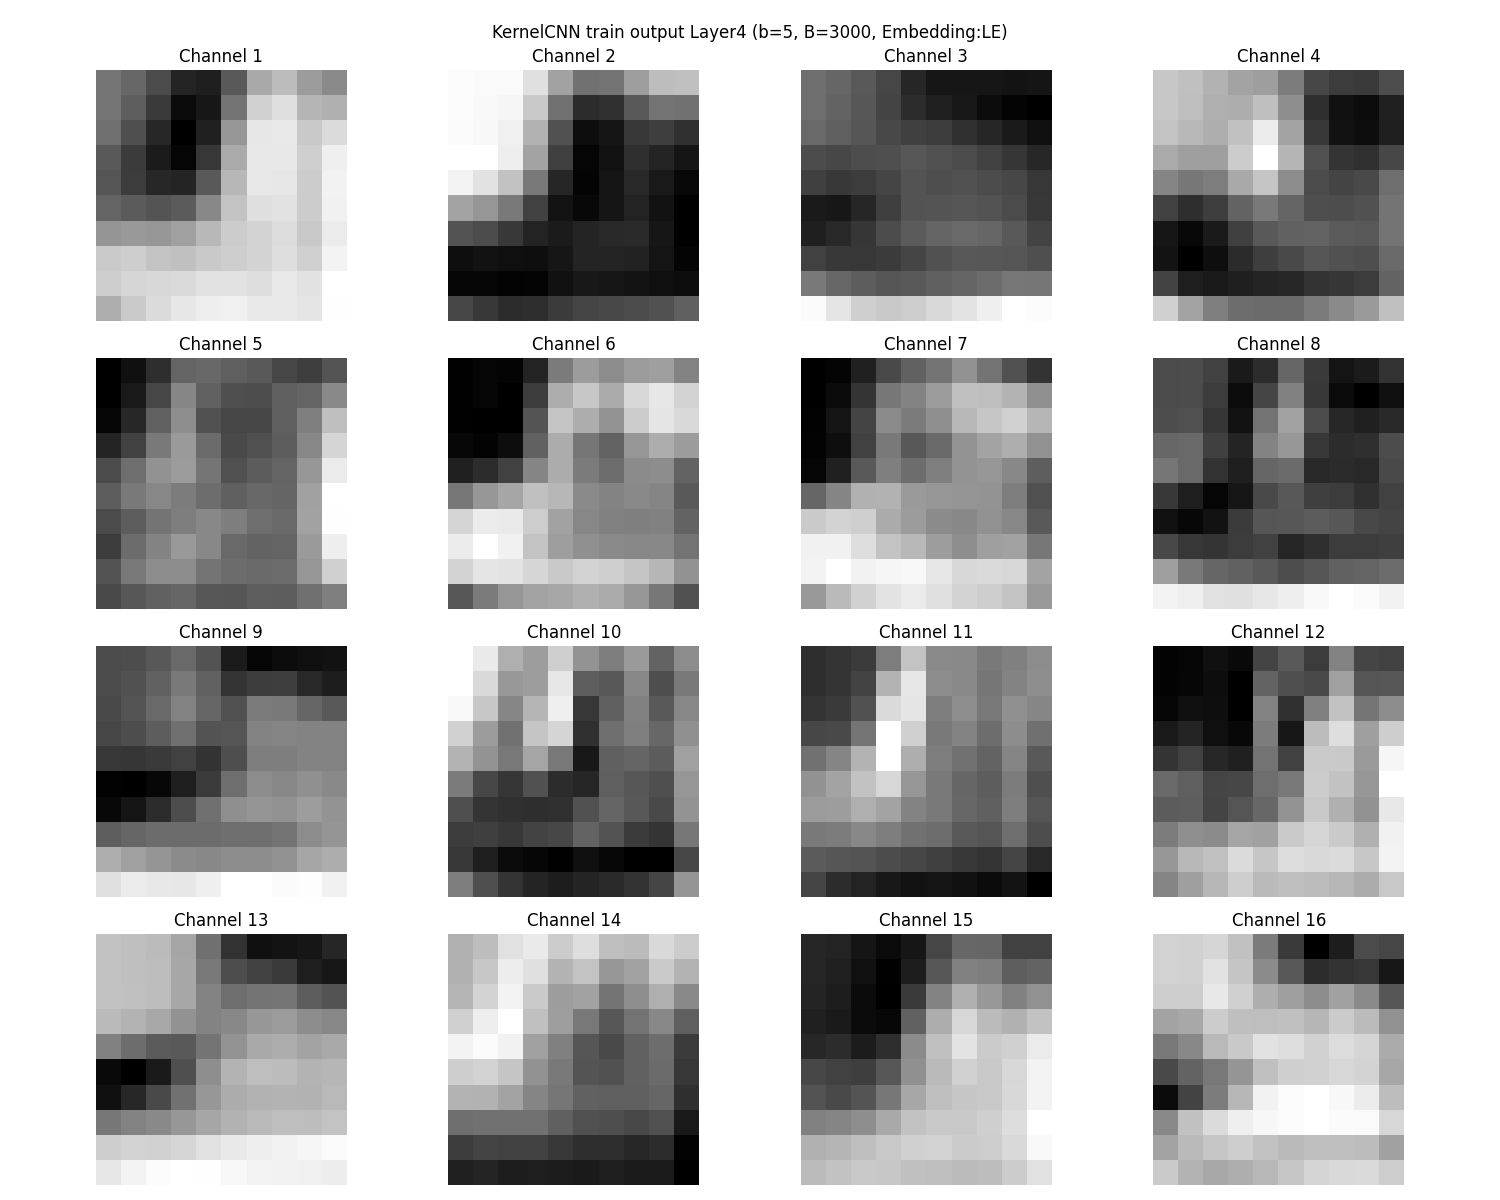 KernelCNN train output Layer4 (b=5, B=3000, Embedding:LE)
Channel 1 Channel 2 Channel 3 Channel 4
Channel 5 Channel 6 Channel 7 Channel 8
Channel 9 Channel 10 Channel 11 Channel 12
Channel 13 Channel 14 Channel 15 Channel 16